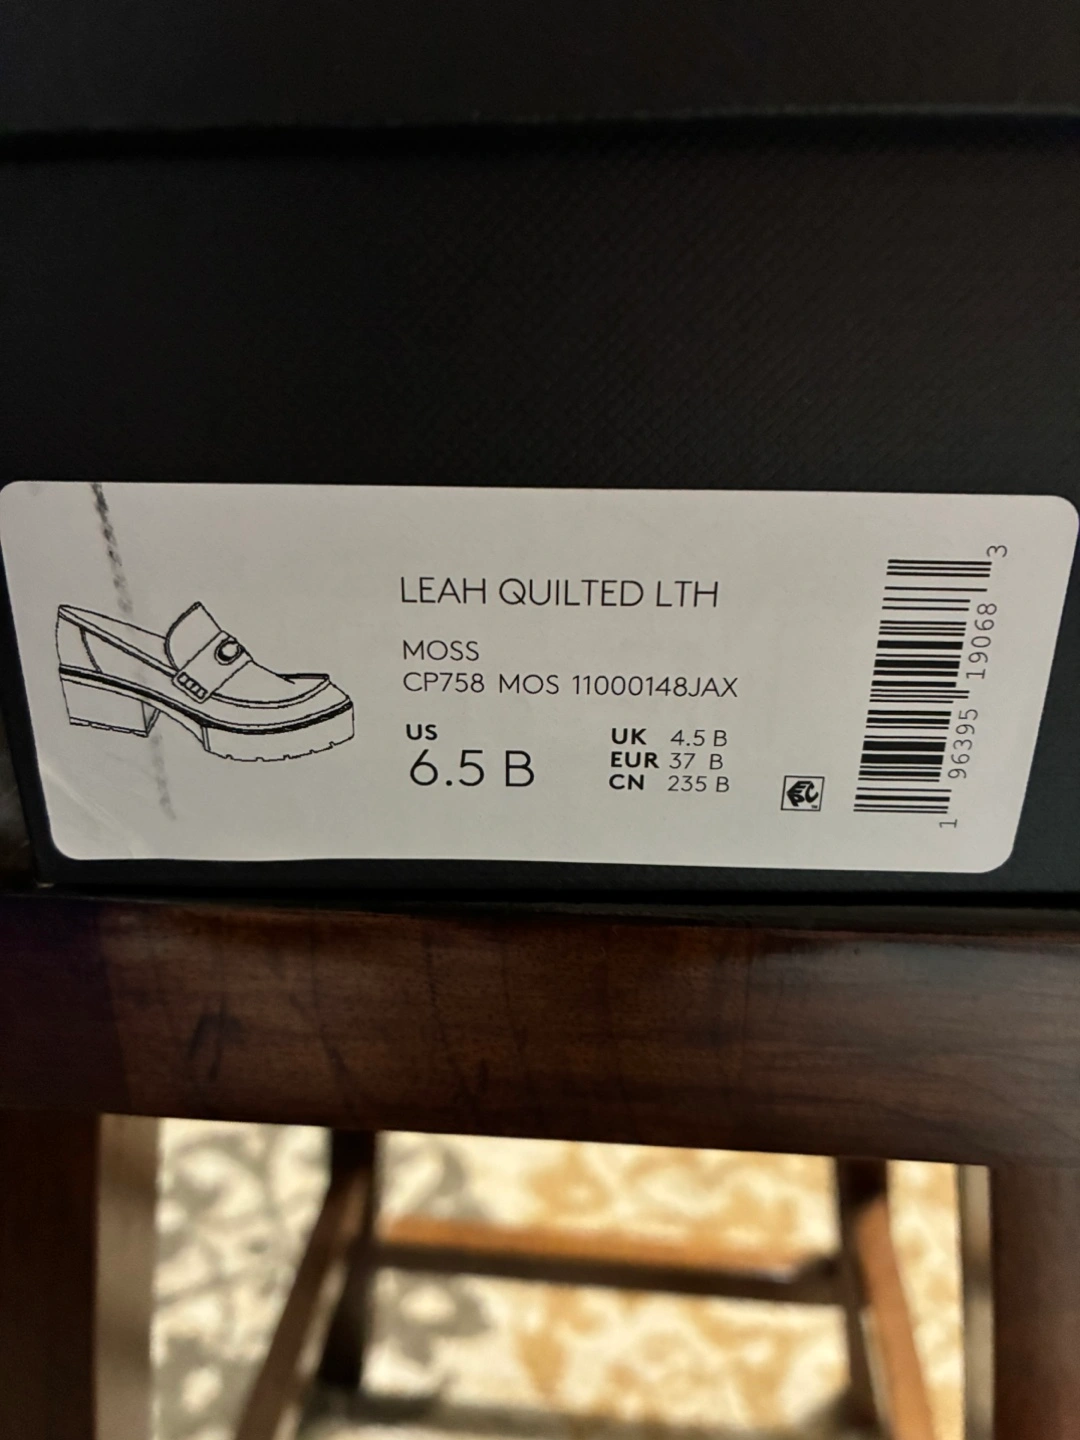 LEAH QUILTED LTH
MOSS
CP758 MOS 11000148JAX
US
6.5 B
UK 4.5 B
EUR 37 B
CN 235 B
1 96395 19068 3